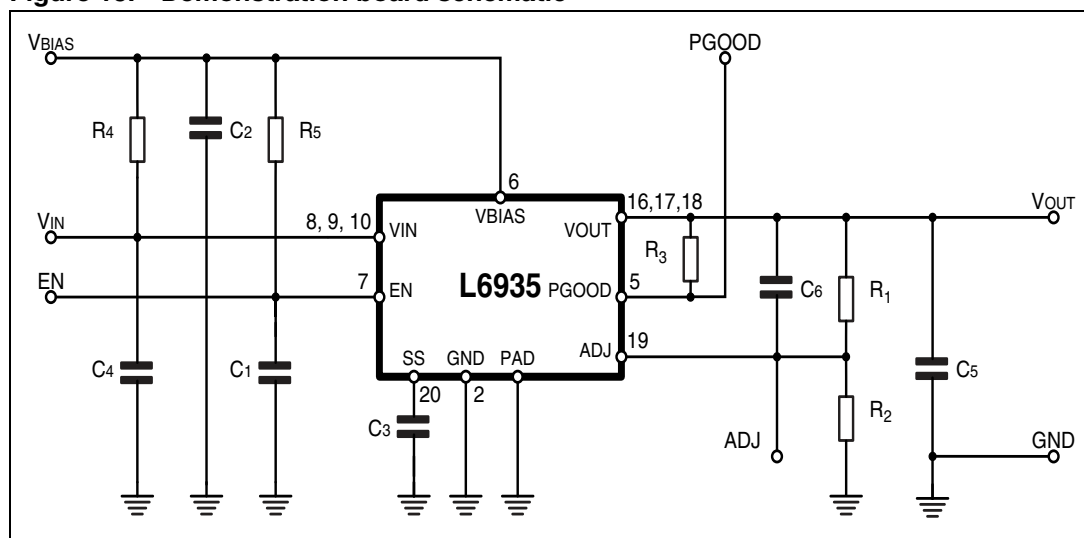 Figure 13. Demonstration board schematic
VBIAS
PGOOD
R4
C2
R5
6
VBIAS
16,17,18
VOUT
VOUT
VIN
8, 9, 10
VIN
R3
EN
7
EN
L6935
PGOOD
5
C6
R1
ADJ
19
SS
GND
PAD
C4
C1
20
2
C3
C5
R2
ADJ
GND